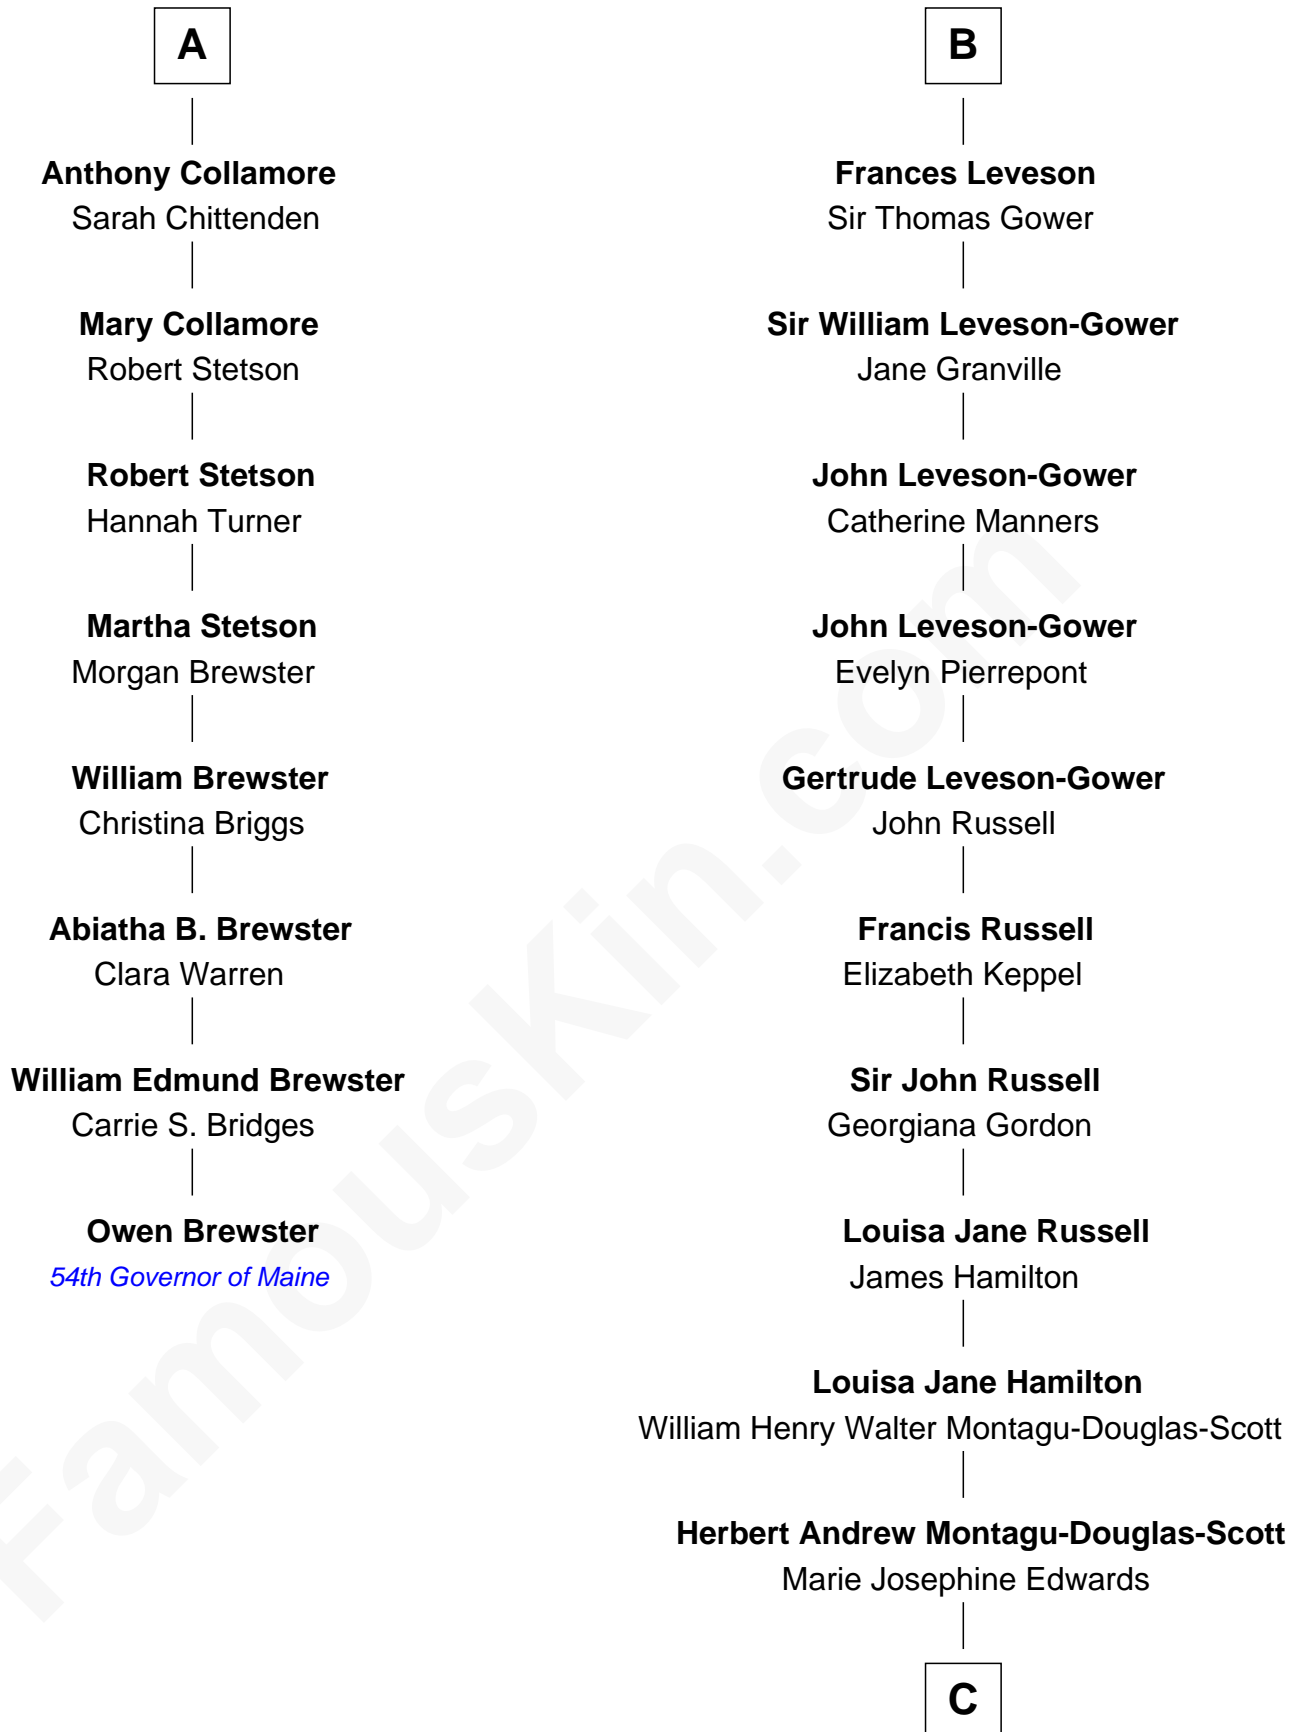 A
Anthony Collamore
Sarah Chittenden
Mary Collamore
Robert Stetson
Robert Stetson
Hannah Turner
Martha Stetson
Morgan Brewster
William Brewster
Christina Briggs
Abiatha B. Brewster
Clara Warren
William Edmund Brewster
Carrie S. Bridges
Owen Brewster
54th Governor of Maine
B
Frances Leveson
Sir Thomas Gower
Sir William Leveson-Gower
Jane Granville
John Leveson-Gower
Catherine Manners
John Leveson-Gower
Evelyn Pierrepont
Gertrude Leveson-Gower
John Russell
Francis Russell
Elizabeth Keppel
Sir John Russell
Georgiana Gordon
Louisa Jane Russell
James Hamilton
Louisa Jane Hamilton
William Henry Walter Montagu-Douglas-Scott
Herbert Andrew Montagu-Douglas-Scott
Marie Josephine Edwards
C
FamousKin.com